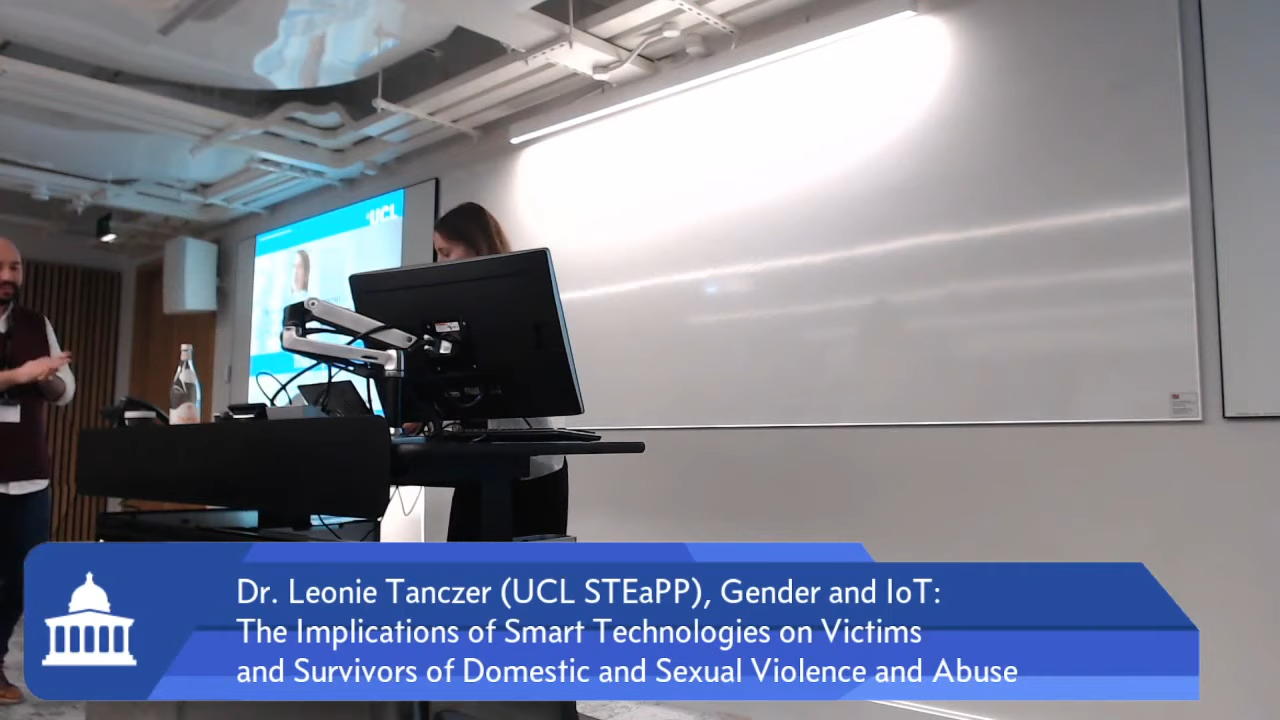 UCL
Dr. Leonie Tanczer (UCL STEaPP), Gender and IoT:
The Implications of Smart Technologies on Victims
and Survivors of Domestic and Sexual Violence and Abuse